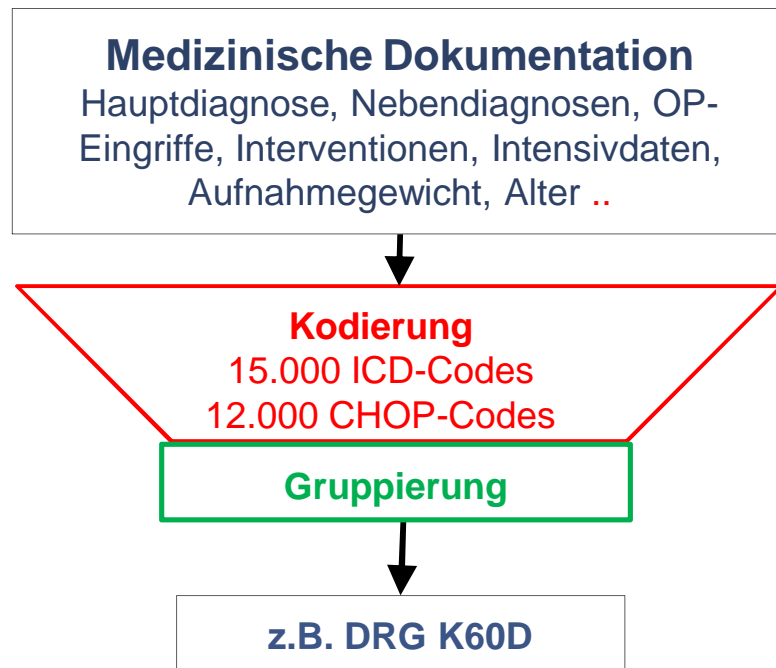 Medizinische Dokumentation
Hauptdiagnose, Nebendiagnosen, OP-
Eingriffe, Interventionen, Intensivdaten,
Aufnahmegewicht, Alter ..
Kodierung
15.000 ICD-Codes
12.000 CHOP-Codes
Gruppierung
z.B. DRG K60D